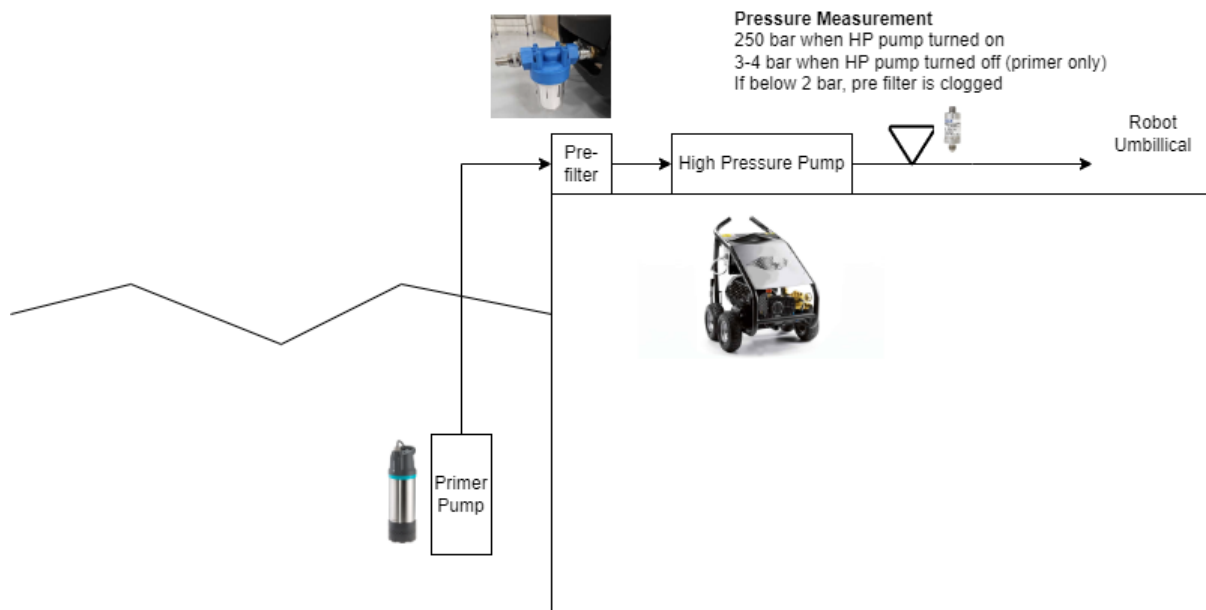 Pressure Measurement
250 bar when HP pump turned on
3-4 bar when HP pump turned off (primer only)
If below 2 bar, pre filter is clogged
Robot
Umbillical
Pre-
filter
High Pressure Pump
Primer
Pump